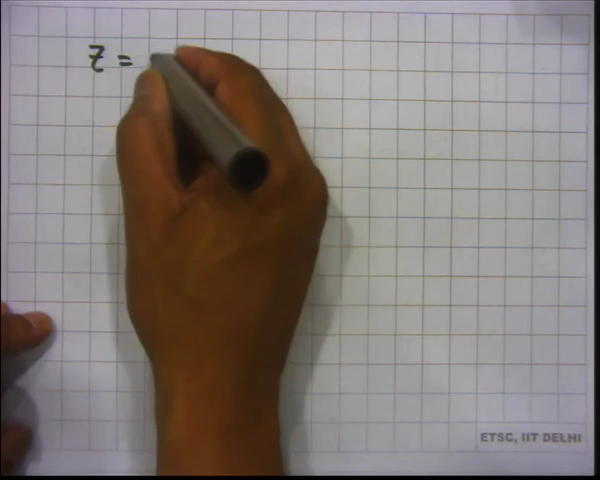 Z =
ETSC, IIT DELHI